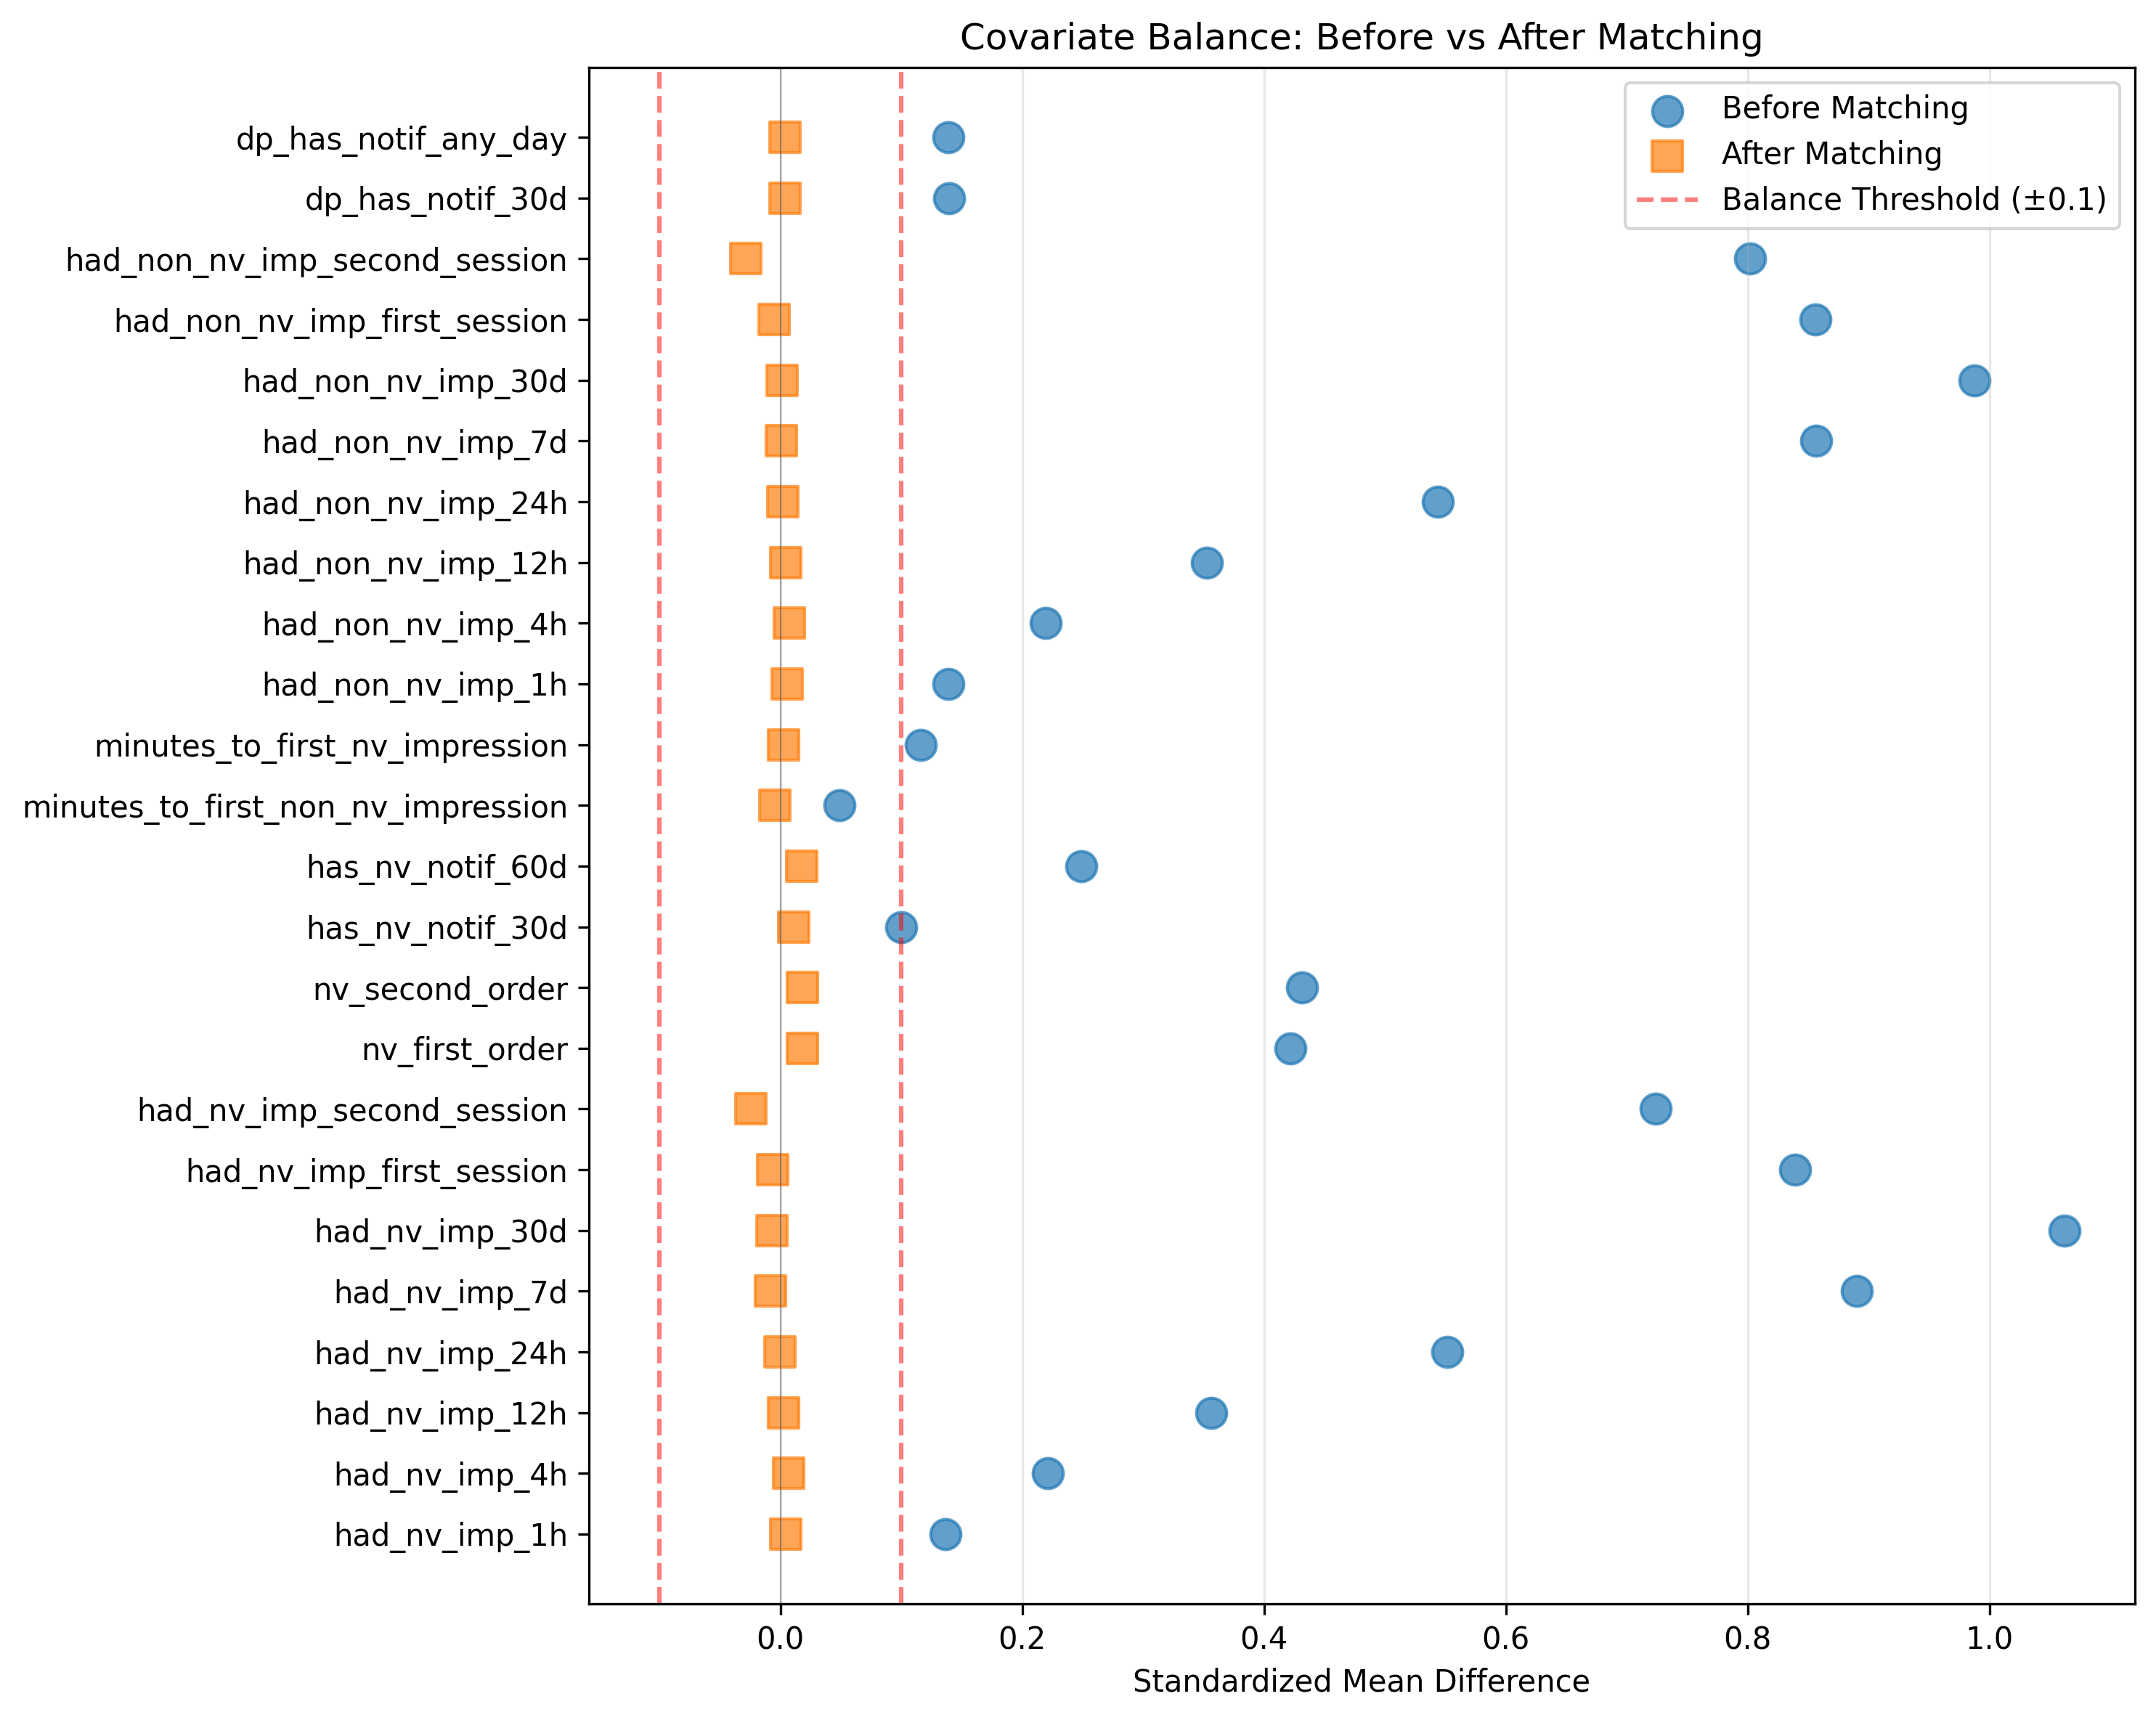 Covariate Balance: Before vs After Matching
Before Matching
After Matching
Balance Threshold (±0.1)
dp_has_notif_any_day
dp_has_notif_30d
had_non_nv_imp_second_session
had_non_nv_imp_first_session
had_non_nv_imp_30d
had_non_nv_imp_7d
had_non_nv_imp_24h
had_non_nv_imp_12h
had_non_nv_imp_4h
had_non_nv_imp_1h
minutes_to_first_nv_impression
minutes_to_first_non_nv_impression
has_nv_notif_60d
has_nv_notif_30d
nv_second_order
nv_first_order
had_nv_imp_second_session
had_nv_imp_first_session
had_nv_imp_30d
had_nv_imp_7d
had_nv_imp_24h
had_nv_imp_12h
had_nv_imp_4h
had_nv_imp_1h
0.0 0.2 0.4 0.6 0.8 1.0
Standardized Mean Difference